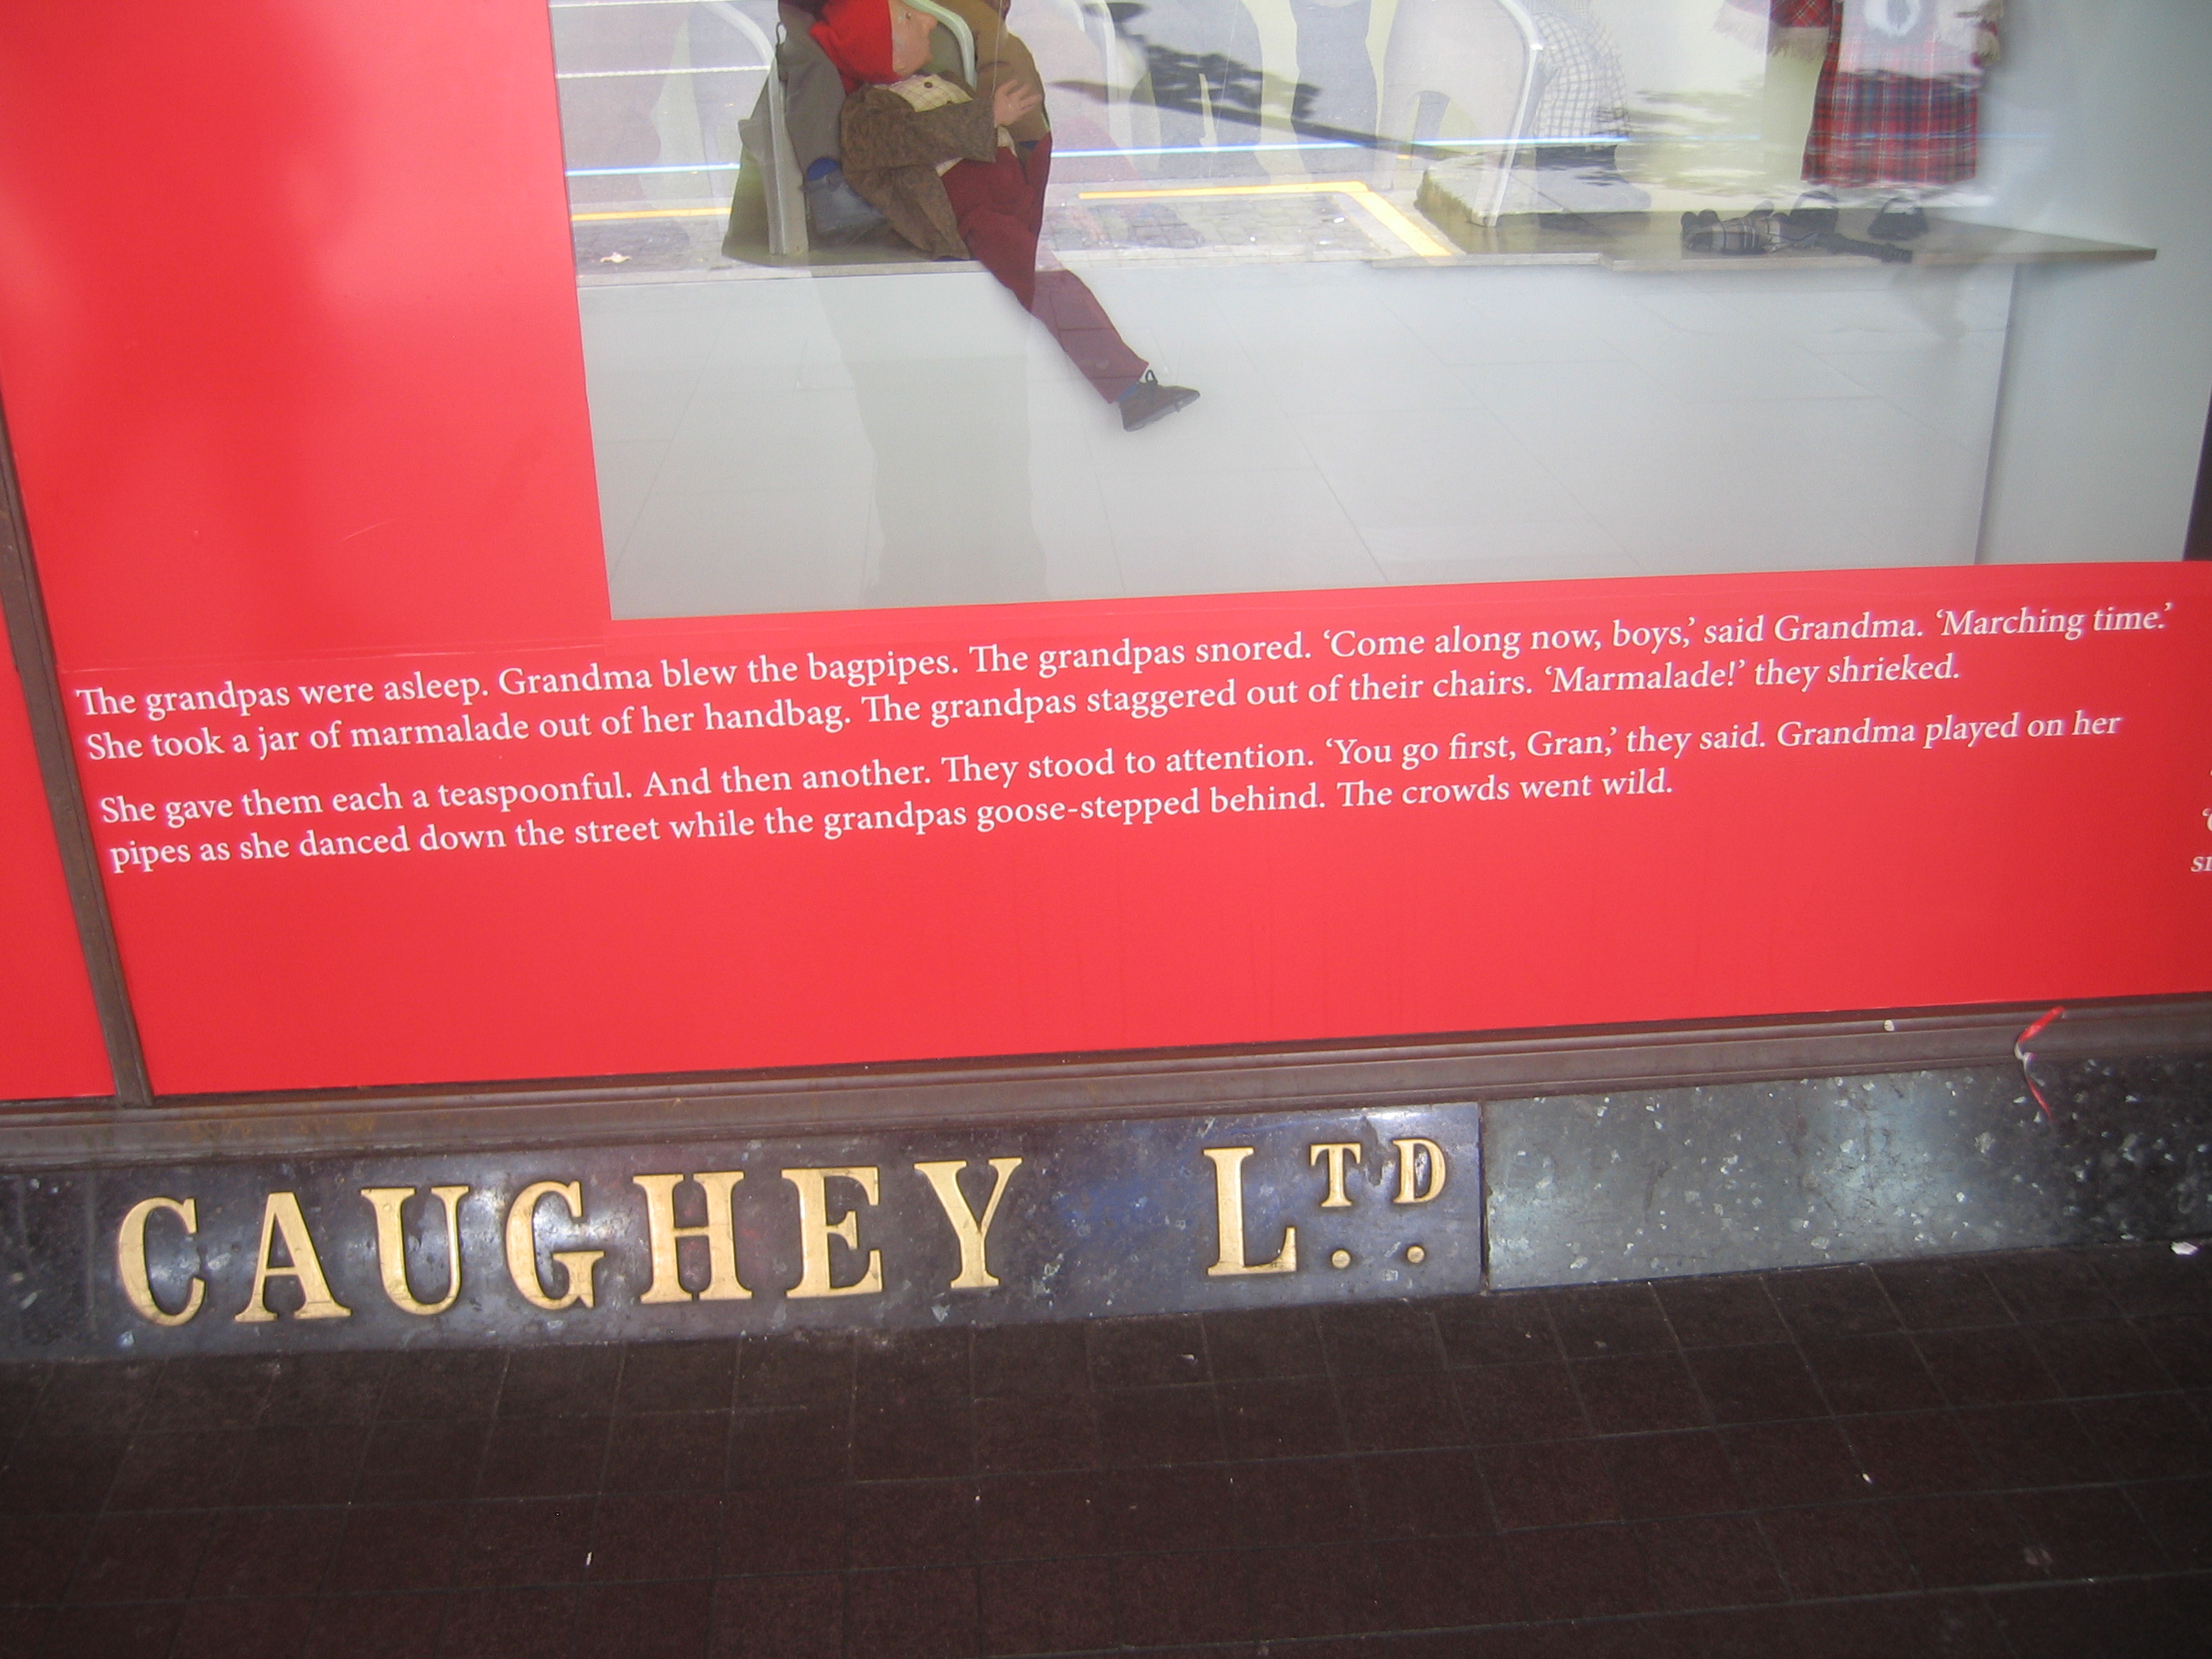 The grandpas were asleep. Grandma blew the bagpipes. The grandpas snored. ‘Come along now, boys,’ said Grandma. ‘Marching time.’
She took a jar of marmalade out of her handbag. The grandpas staggered out of their chairs. ‘Marmalade!’ they shrieked.
She gave them each a teaspoonful. And then another. They stood to attention. ‘You go first, Gran,’ they said. Grandma played on her
pipes as she danced down the street while the grandpas goose-stepped behind. The crowds went wild.
CAUGHEY LTD